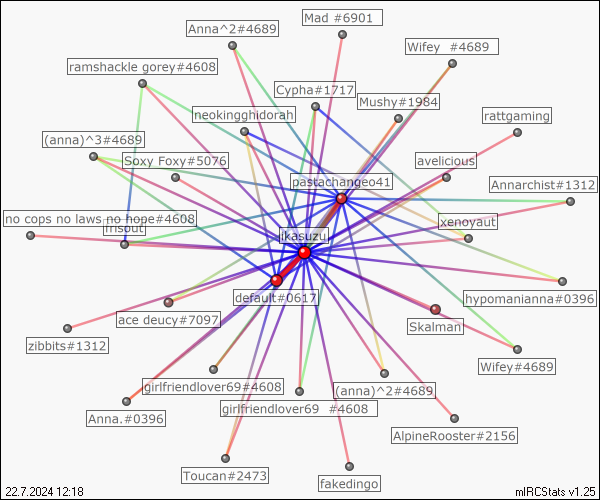 Mad #6901
Anna^2#4689
Wifey  #4689
ramshackle gorey#4608
Cypha#1717
Mushy#1984
neokingghidorah
rattgaming
(anna)^3#4689
Soxy Foxy#5076
avelicious
pastachangeo41
Annarchist#1312
no cops no laws no hope#4608
xenoyaut
frisbut
ikasuzu
default#0617
hypomanianna#0396
ace deucy#7097
Skalman
zibbits#1312
Wifey#4689
girlfriendlover69#4608
(anna)^2#4689
girlfriendlover69  #4608
Anna.#0396
AlpineRooster#2156
Toucan#2473
fakedingo
22.7.2024 12:18
mIRCStats v1.25